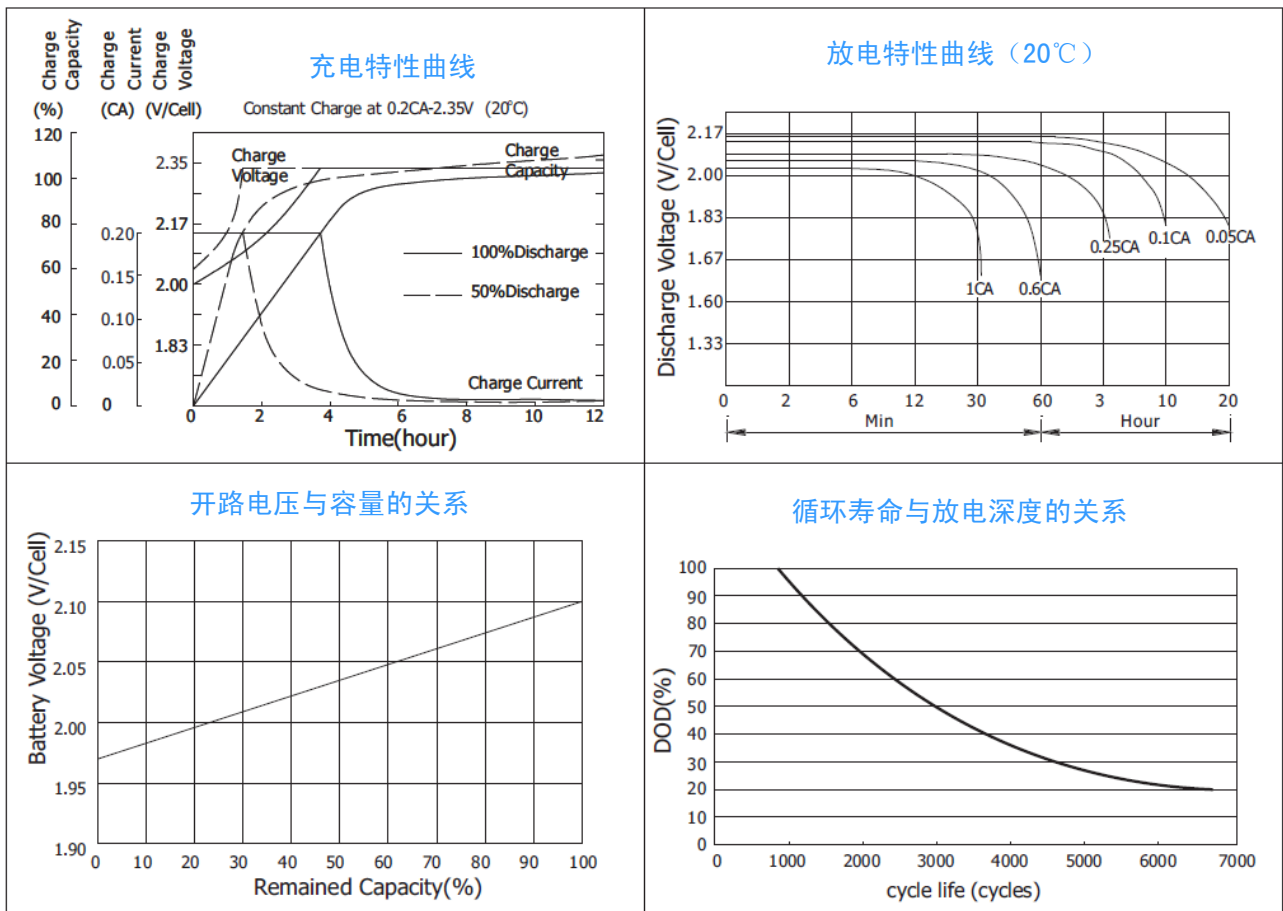 充电特性曲线
Charge Capacity
Charge Current
Charge Voltage
(%) (CA) (V/Cell)
Constant Charge at 0.2CA-2.35V (20℃)
120
100
80
60
40
20
0
0.20
0.15
0.10
0.05
0
2.35
2.17
2.00
1.83
Charge Voltage
Charge Capacity
100%Discharge
50%Discharge
Charge Current
0 2 4 6 8 10 12
Time(hour)
放电特性曲线（20℃）
Discharge Voltage (V/Cell)
2.17
2.00
1.83
1.67
1.60
1.33
1CA 0.6CA 0.25CA 0.1CA 0.05CA
0 2 6 12 30 60 3 10 20
Min Hour
开路电压与容量的关系
Battery Voltage (V/Cell)
2.15
2.10
2.05
2.00
1.95
1.90
0 10 20 30 40 50 60 70 80 90 100
Remained Capacity(%)
循环寿命与放电深度的关系
DOD(%)
100
90
80
70
60
50
40
30
20
10
0
0 1000 2000 3000 4000 5000 6000 7000
cycle life (cycles)